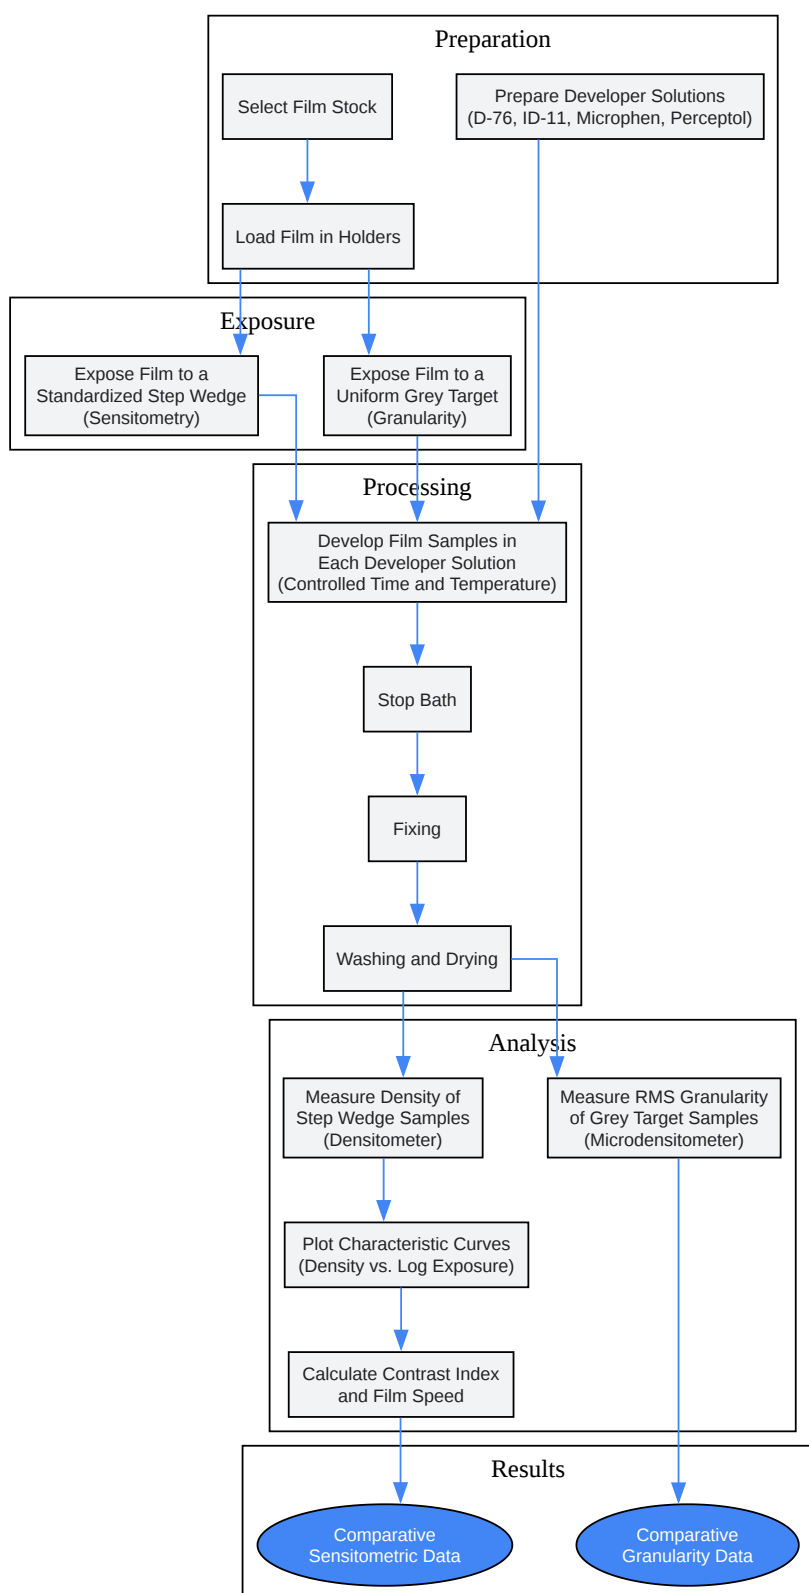 Preparation
Select Film Stock
Prepare Developer Solutions
(D-76, ID-11, Microphen, Perceptol)
Load Film in Holders
Exposure
Expose Film to a
Standardized Step Wedge
(Sensitometry)
Expose Film to a
Uniform Grey Target
(Granularity)
Processing
Develop Film Samples in
Each Developer Solution
(Controlled Time and Temperature)
Stop Bath
Fixing
Washing and Drying
Analysis
Measure Density of
Step Wedge Samples
(Densitometer)
Measure RMS Granularity
of Grey Target Samples
(Microdensitometer)
Plot Characteristic Curves
(Density vs. Log Exposure)
Calculate Contrast Index
and Film Speed
Results
Comparative
Sensitometric Data
Comparative
Granularity Data